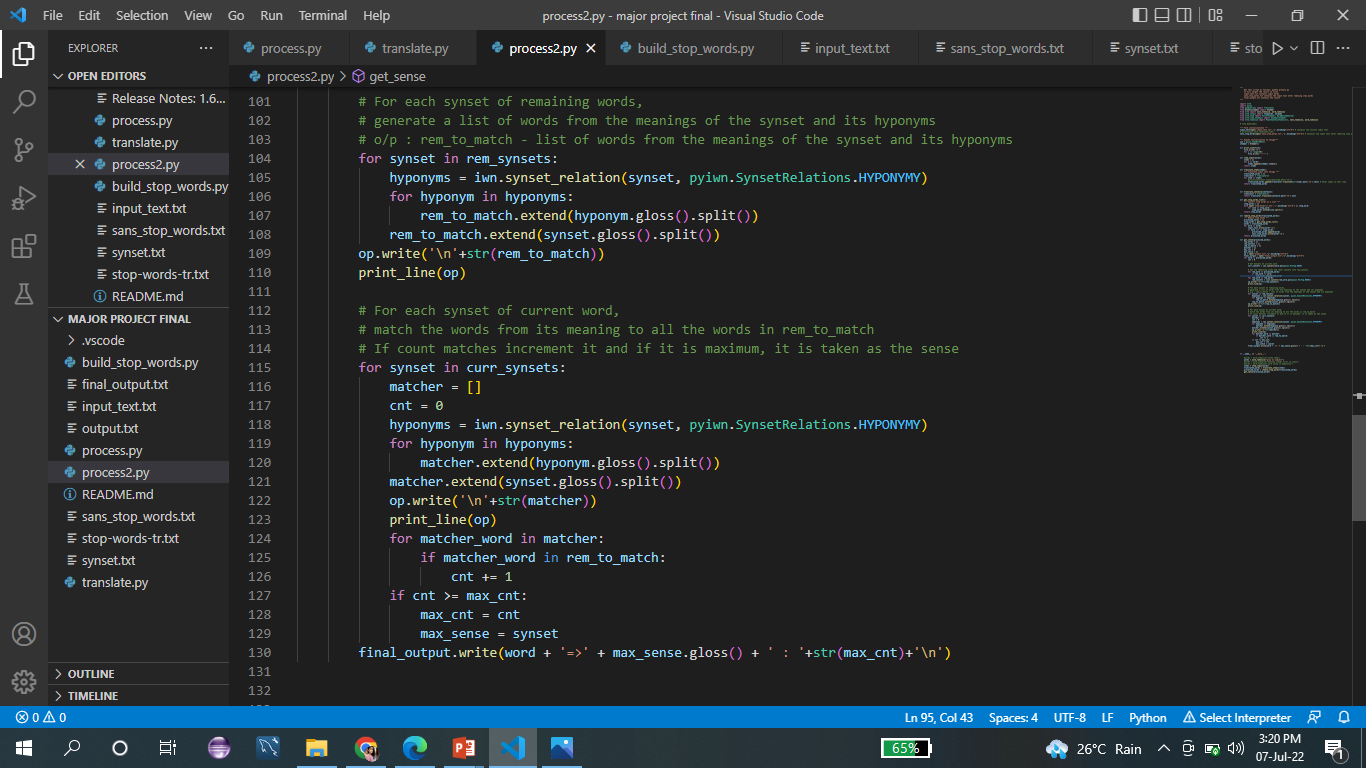 File Edit Selection View Go Run Terminal Help process2.py - major project final - Visual Studio Code
EXPLORER
process.py translate.py process2.py build_stop_words.py input_text.txt sans_stop_words.txt synset.txt sto
OPEN EDITORS
Release Notes: 1.6...
process.py
translate.py
process2.py
build_stop_words.py
input_text.txt
sans_stop_words.txt
synset.txt
stop-words-tr.txt
README.md
MAJOR PROJECT FINAL
.vscode
build_stop_words.py
final_output.txt
input_text.txt
output.txt
process.py
process2.py
README.md
sans_stop_words.txt
stop-words-tr.txt
synset.txt
translate.py
OUTLINE
TIMELINE
process2.py > get_sense
101 # For each synset of remaining words,
102 # generate a list of words from the meanings of the synset and its hyponyms
103 # o/p : rem_to_match - list of words from the meanings of the synset and its hyponyms
104 for synset in rem_synsets:
105 hyponyms = iwn.synset_relation(synset, pyiwn.SynsetRelations.HYPONYMY)
106 for hyponym in hyponyms:
107 rem_to_match.extend(hyponym.gloss().split())
108 rem_to_match.extend(synset.gloss().split())
109 op.write('\n'+str(rem_to_match))
110 print_line(op)
111
112 # For each synset of current word,
113 # match the words from its meaning to all the words in rem_to_match
114 # If count matches increment it and if it is maximum, it is taken as the sense
115 for synset in curr_synsets:
116 matcher = []
117 cnt = 0
118 hyponyms = iwn.synset_relation(synset, pyiwn.SynsetRelations.HYPONYMY)
119 for hyponym in hyponyms:
120 matcher.extend(hyponym.gloss().split())
121 matcher.extend(synset.gloss().split())
122 op.write('\n'+str(matcher))
123 print_line(op)
124 for matcher_word in matcher:
125 if matcher_word in rem_to_match:
126 cnt += 1
127 if cnt >= max_cnt:
128 max_cnt = cnt
129 max_sense = synset
130 final_output.write(word + '=>' + max_sense.gloss() + ' : '+str(max_cnt)+'\n')
131
132
0 0 Ln 95, Col 43 Spaces: 4 UTF-8 LF Python Select Interpreter
65% 26°C Rain 3:20 PM
07-Jul-22
1